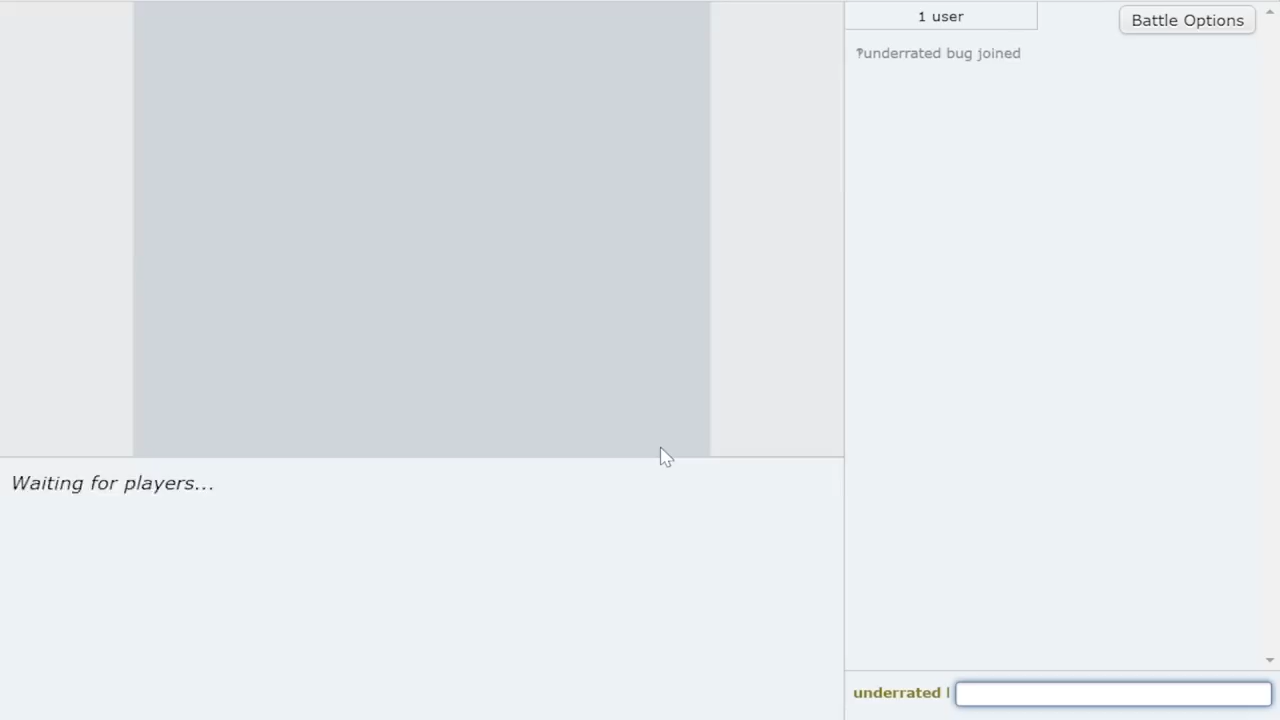 1 user
Battle Options
‽underrated bug joined
Waiting for players...
underrated